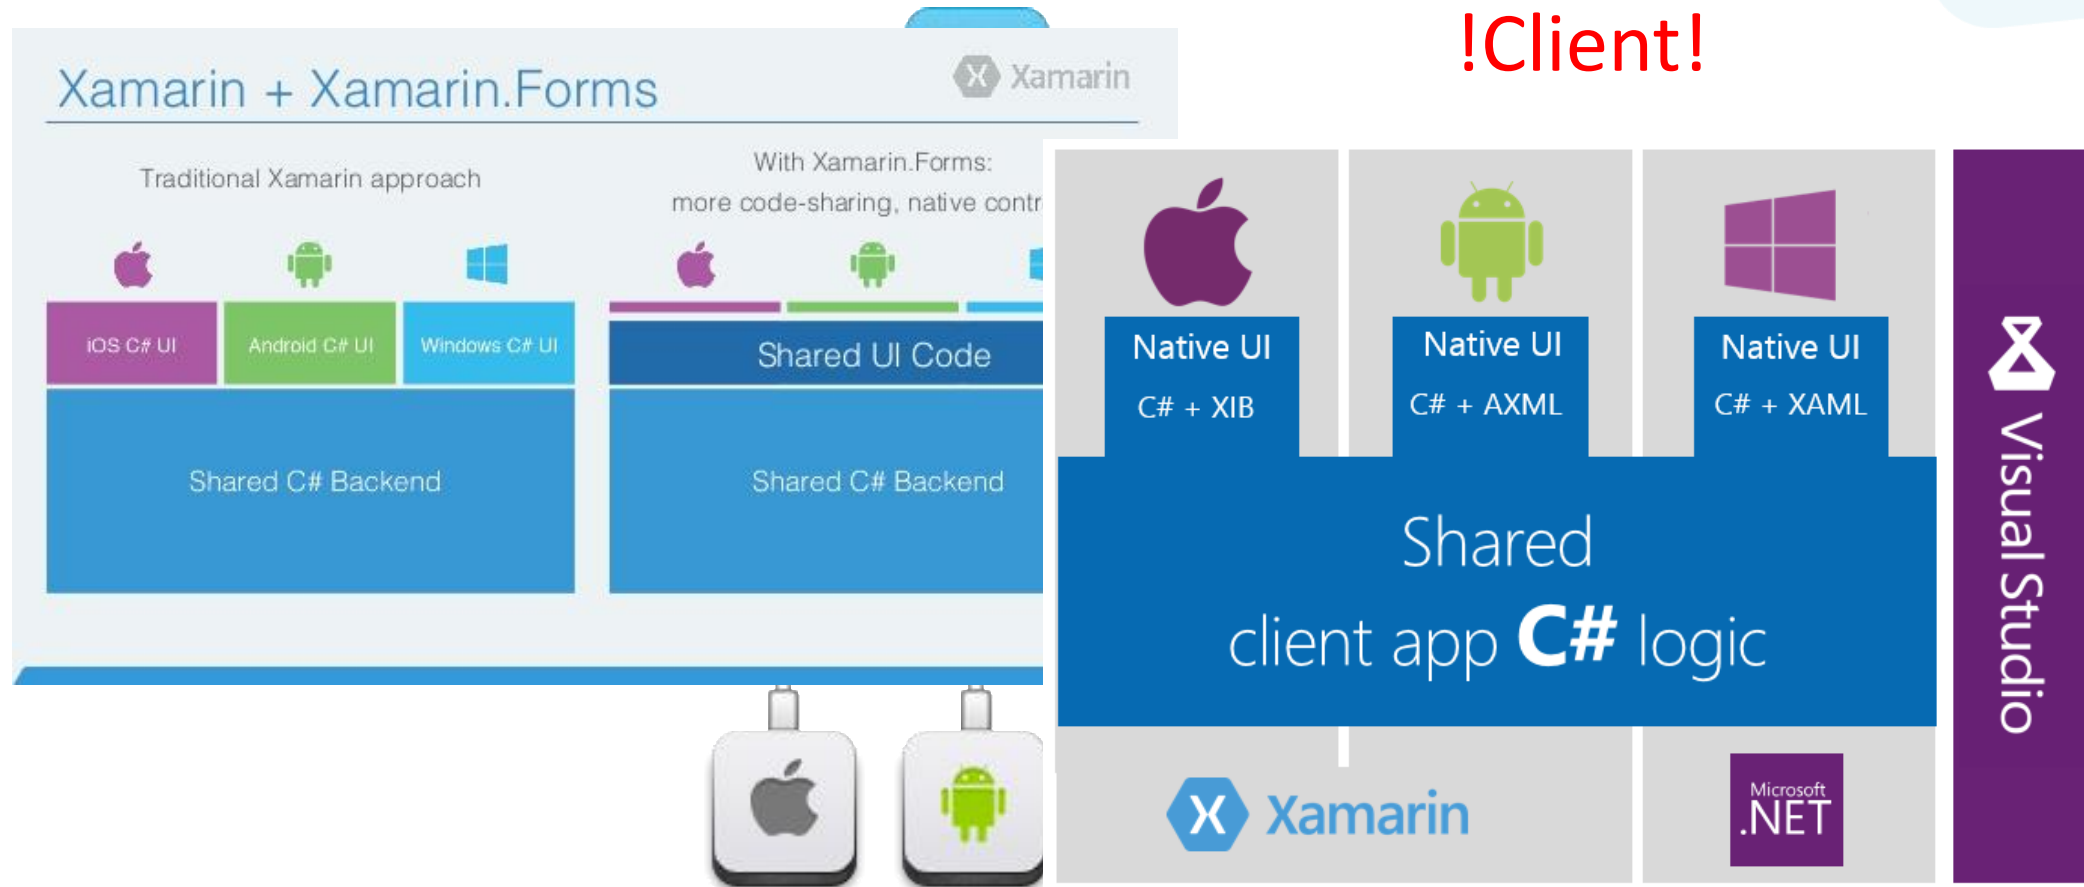 !Client!
Xamarin + Xamarin.Forms
Xamarin
Traditional Xamarin approach
With Xamarin.Forms:
more code-sharing, native contr
iOS C# UI
Android C# UI
Windows C# UI
Shared C# Backend
Shared UI Code
Shared C# Backend
Native UI
C# + XIB
Native UI
C# + AXML
Native UI
C# + XAML
Shared
client app C# logic
X Xamarin
Microsoft
.NET
Visual Studio